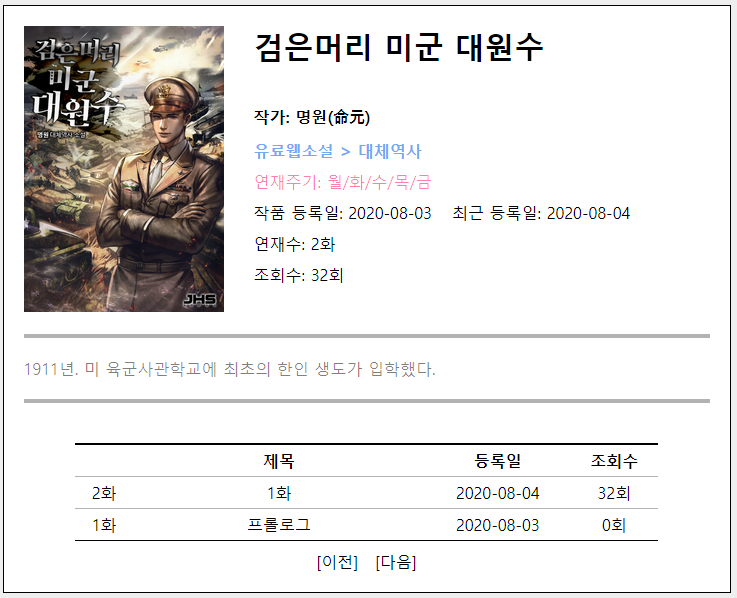 검은머리
미군
대원수
명원 대체역사 소설
JHS
검은머리 미군 대원수
작가: 명원(命元)
유료웹소설 > 대체역사
연재주기: 월/화/수/목/금
작품 등록일: 2020-08-03 최근 등록일: 2020-08-04
연재수: 2화
조회수: 32회
1911년. 미 육군사관학교에 최초의 한인 생도가 입학했다.
제목 등록일 조회수
2화 1화 2020-08-04 32회
1화 프롤로그 2020-08-03 0회
[이전] [다음]